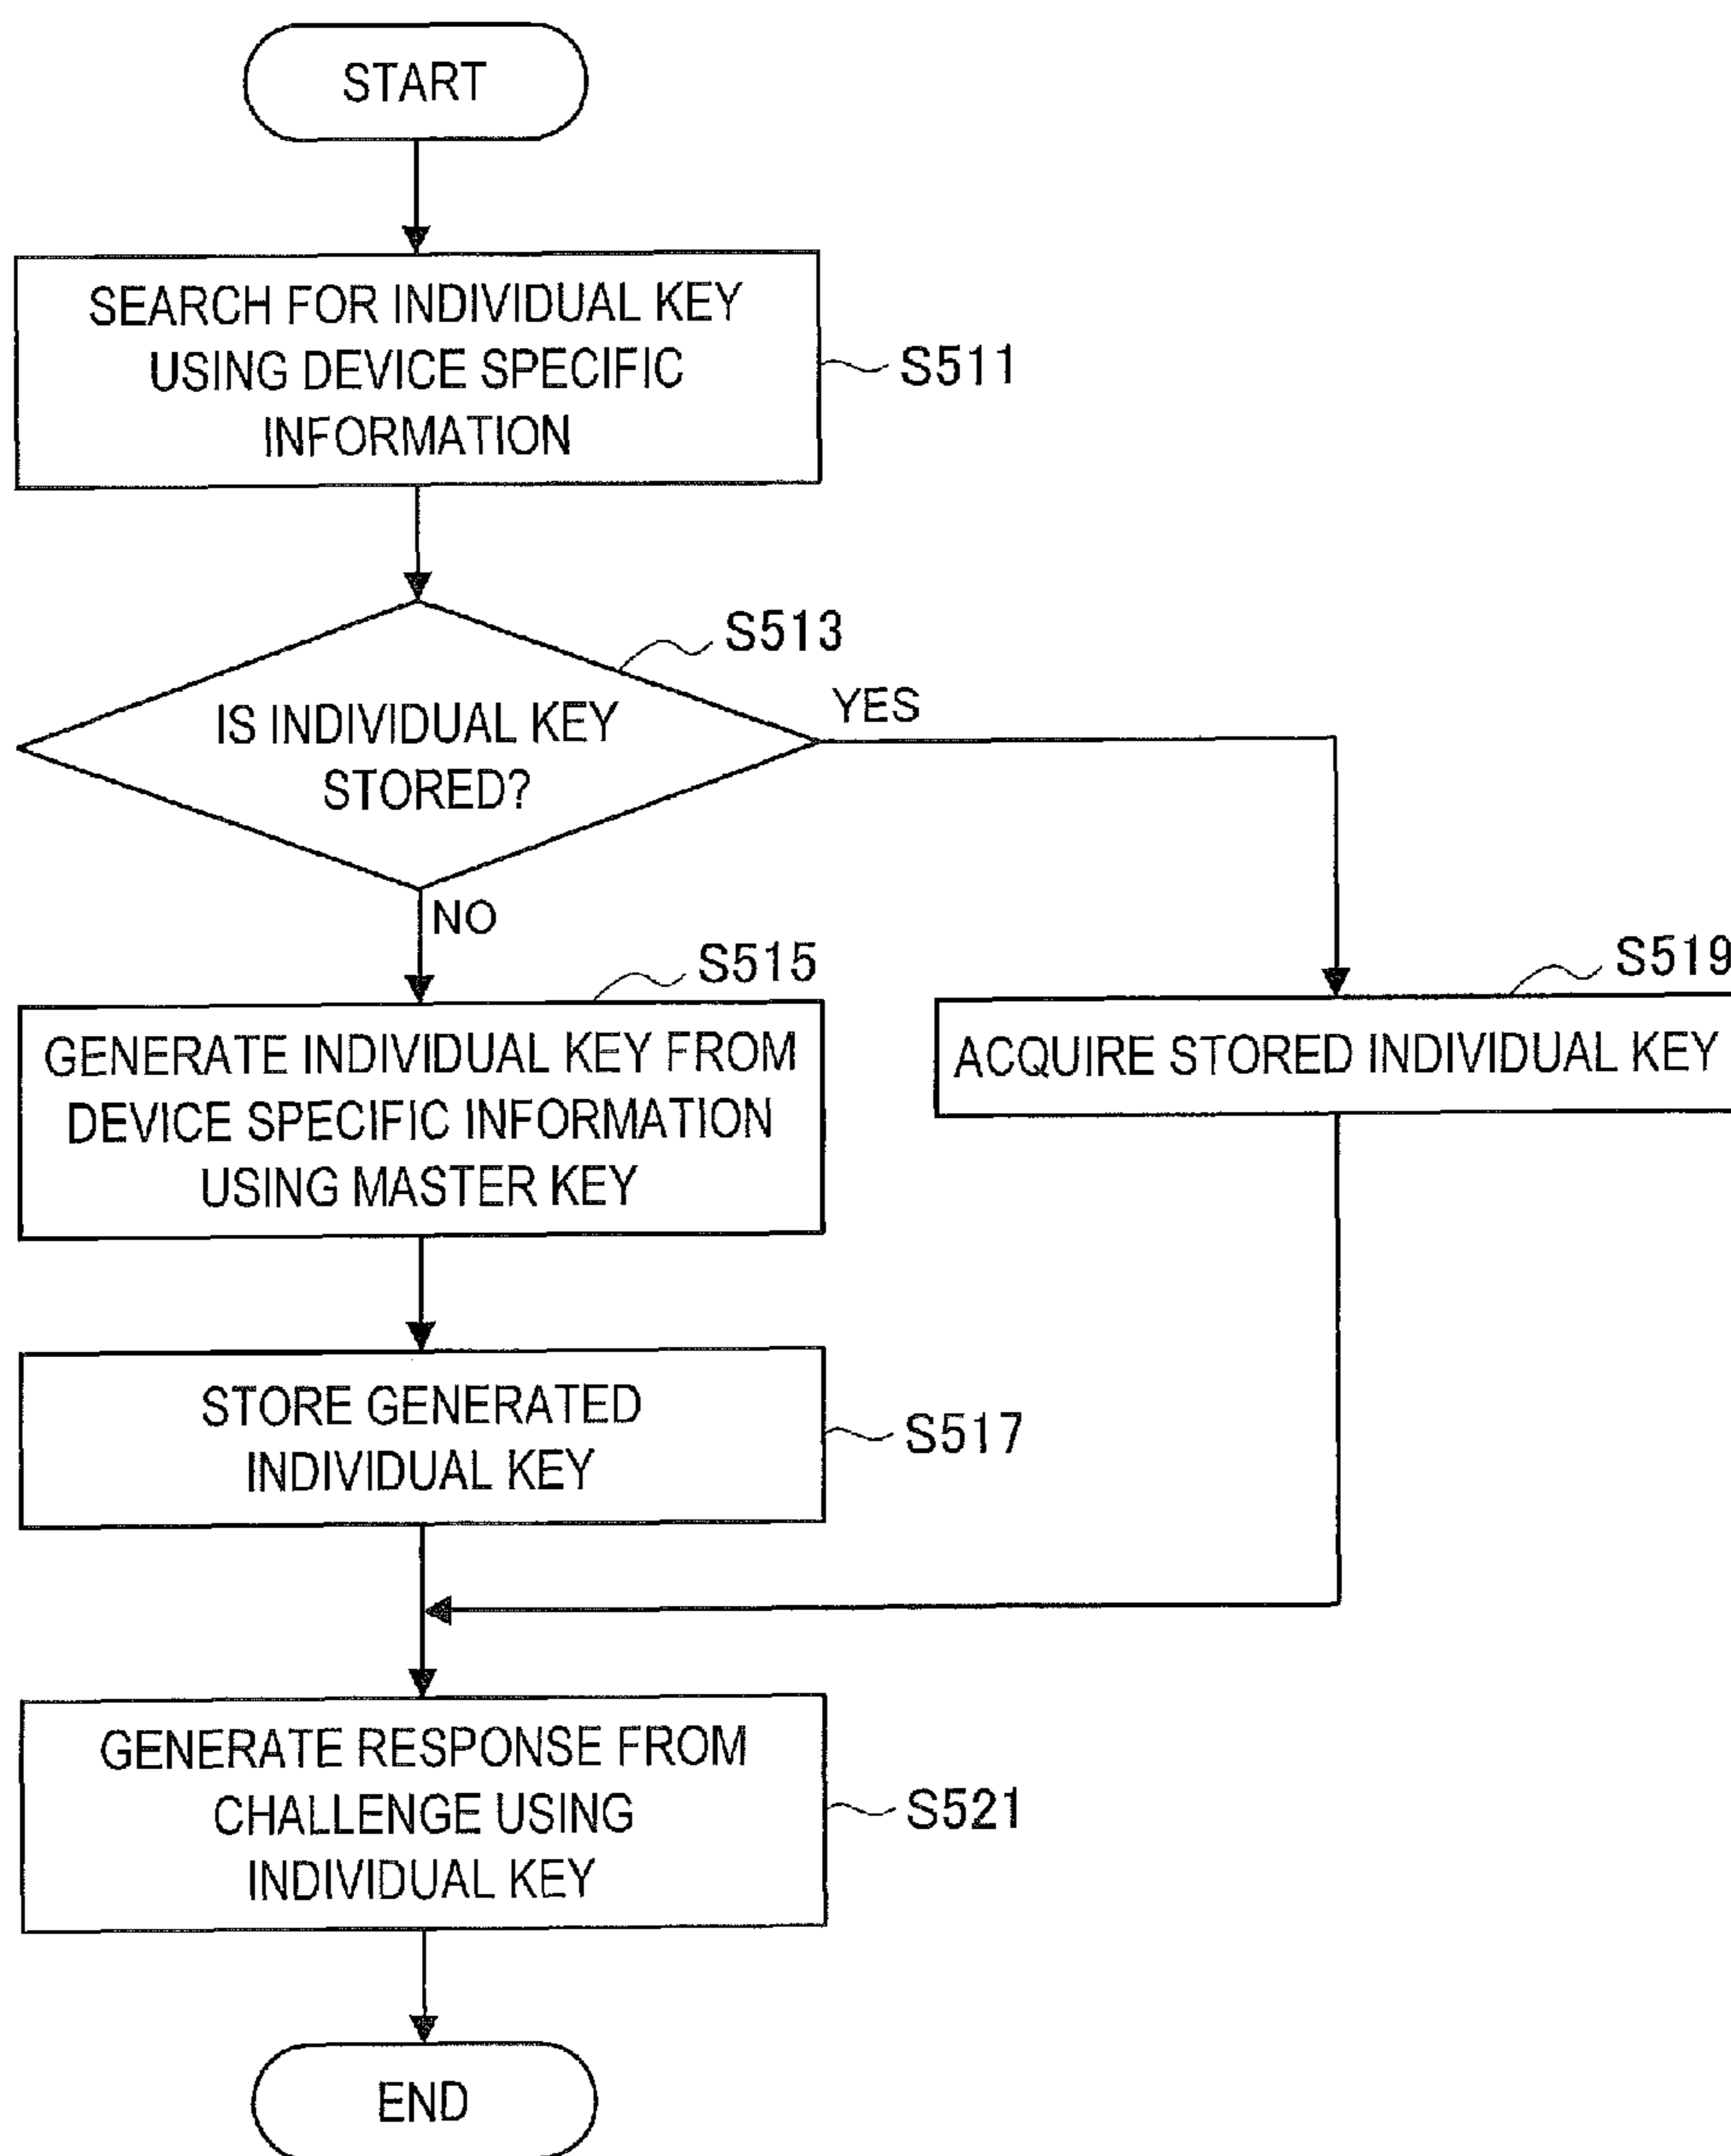 START
SEARCH FOR INDIVIDUAL KEY
USING DEVICE SPECIFIC
INFORMATION
S511
S513
IS INDIVIDUAL KEY
STORED?
YES
NO
S515
GENERATE INDIVIDUAL KEY FROM
DEVICE SPECIFIC INFORMATION
USING MASTER KEY
S519
ACQUIRE STORED INDIVIDUAL KEY
STORE GENERATED
INDIVIDUAL KEY
S517
GENERATE RESPONSE FROM
CHALLENGE USING
INDIVIDUAL KEY
S521
END